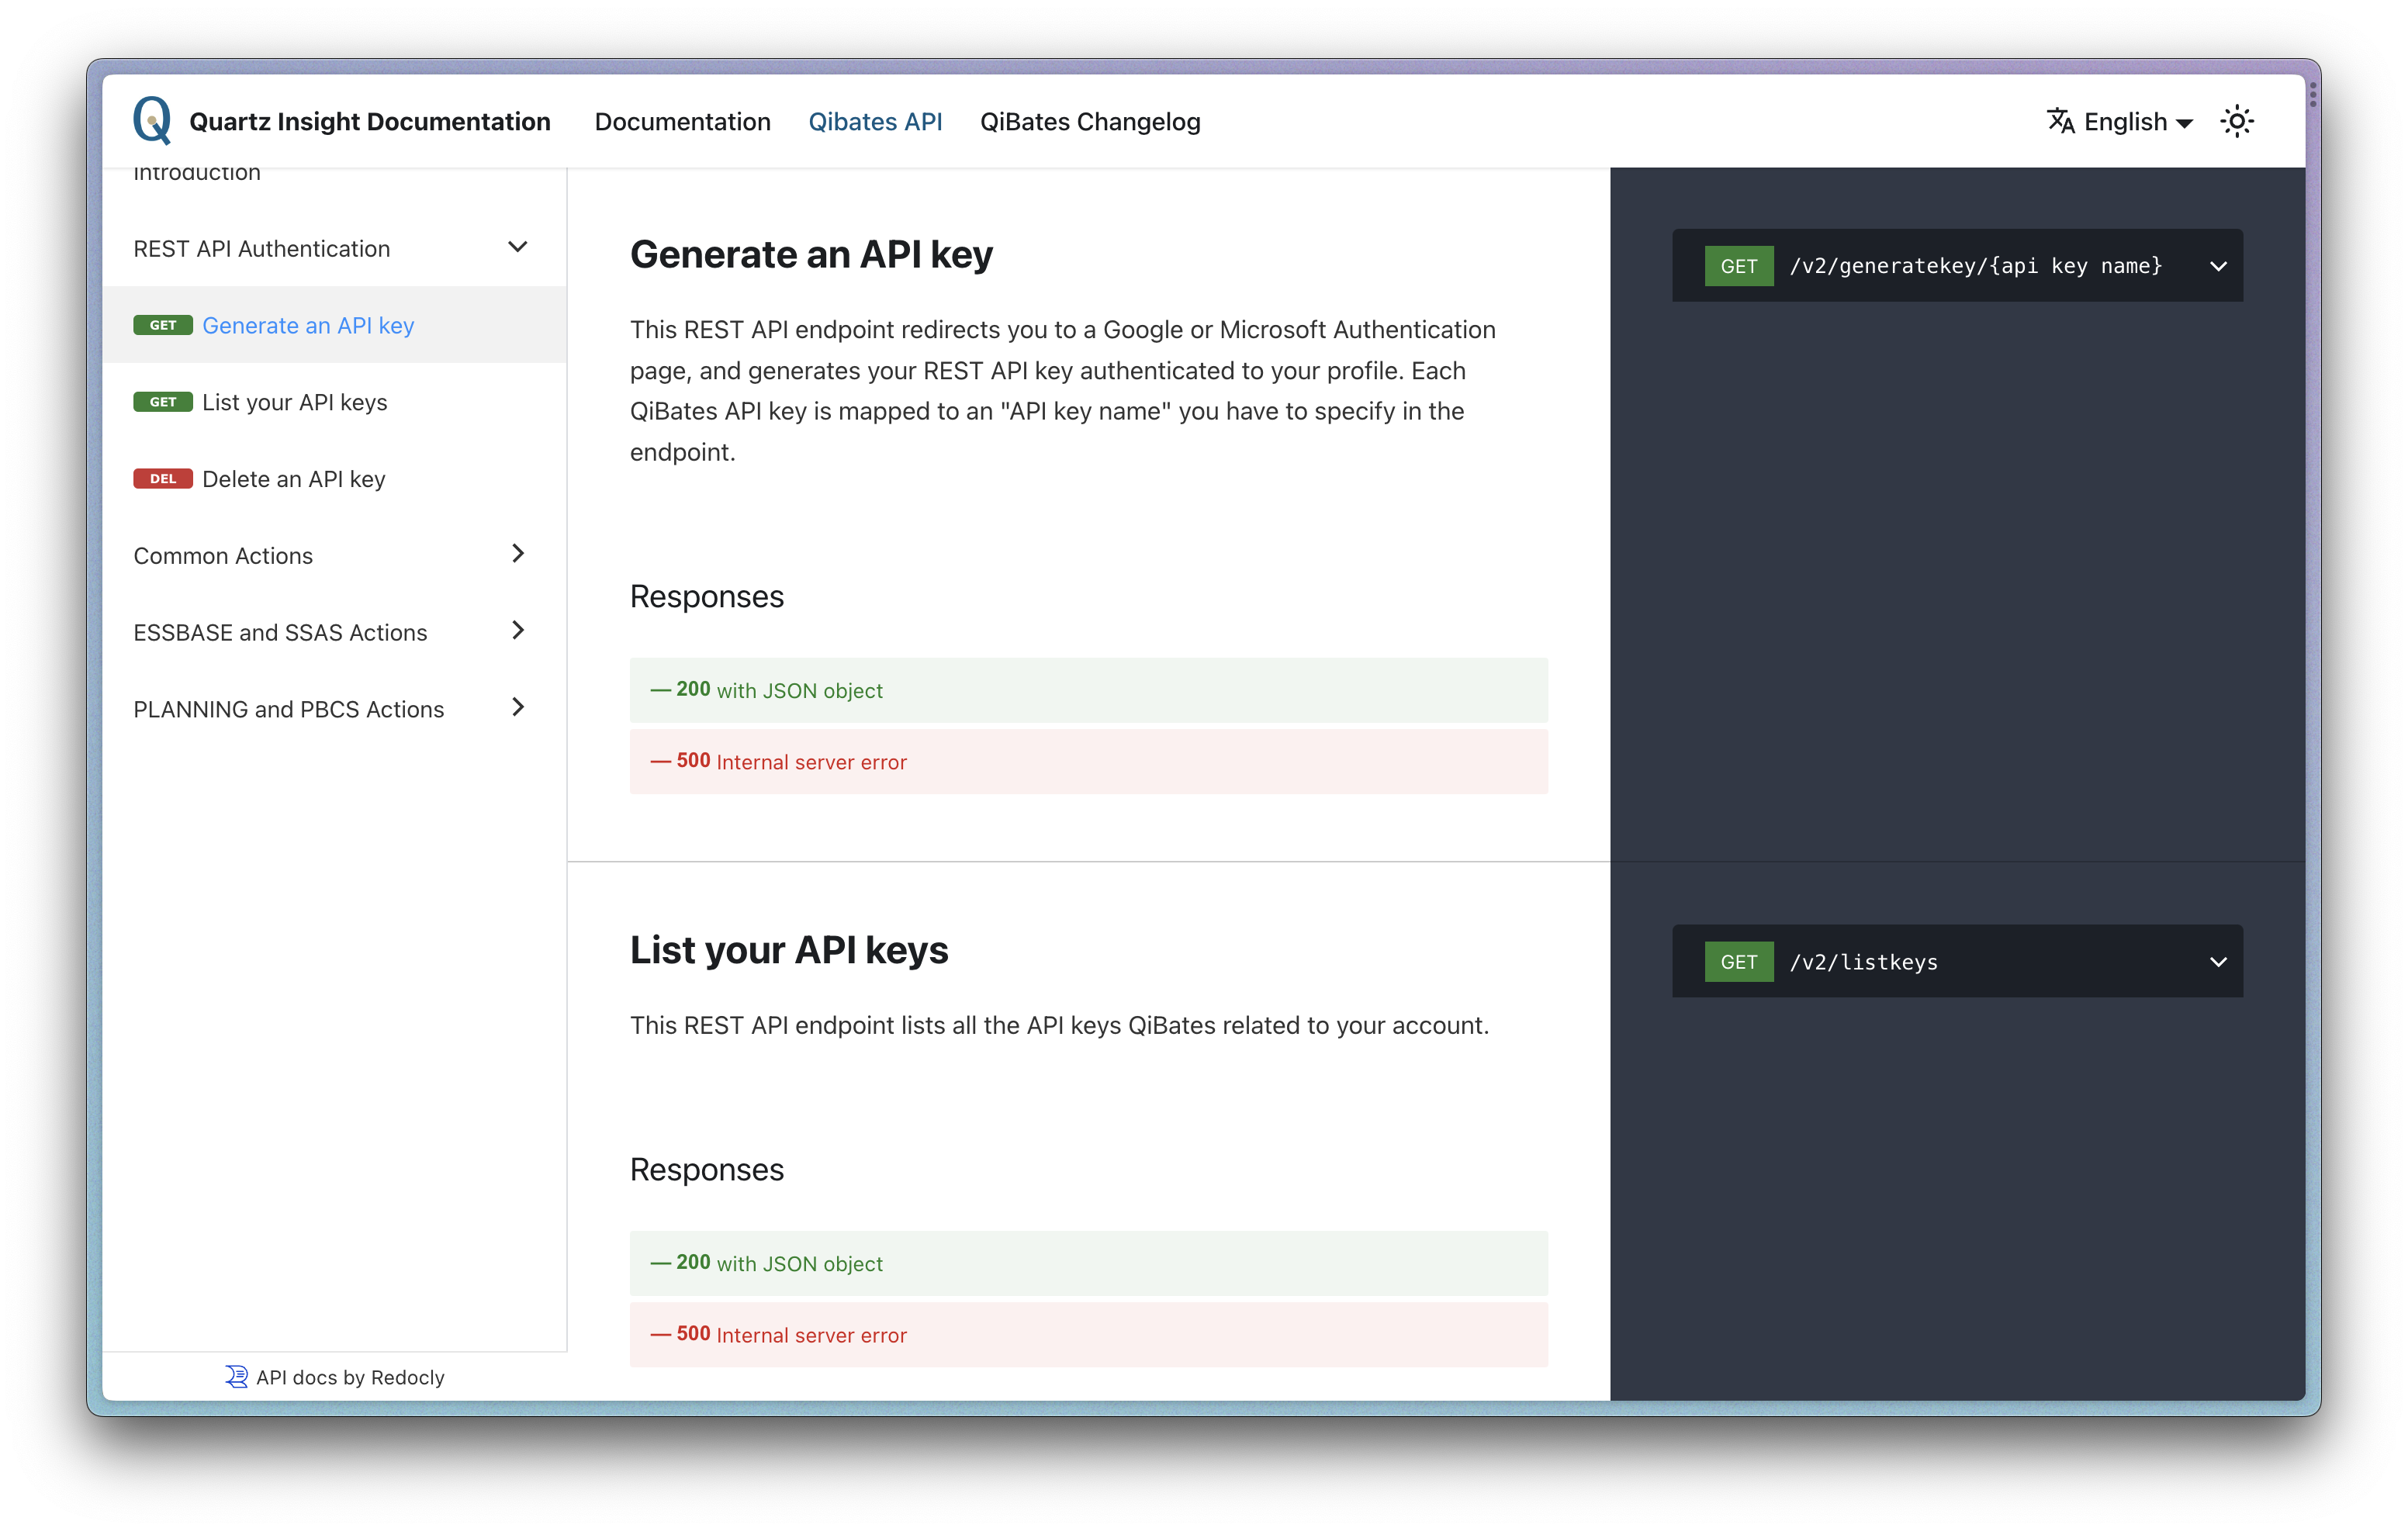 Quartz Insight Documentation
Documentation
Qibates API
QiBates Changelog
English
Introduction
REST API Authentication
GET Generate an API key
GET List your API keys
DEL Delete an API key
Common Actions
ESSBASE and SSAS Actions
PLANNING and PBCS Actions
API docs by Redocly
Generate an API key
This REST API endpoint redirects you to a Google or Microsoft Authentication
page, and generates your REST API key authenticated to your profile. Each
QiBates API key is mapped to an "API key name" you have to specify in the
endpoint.
Responses
— 200 with JSON object
— 500 Internal server error
GET /v2/generatekey/{api key name}
List your API keys
This REST API endpoint lists all the API keys QiBates related to your account.
Responses
— 200 with JSON object
— 500 Internal server error
GET /v2/listkeys